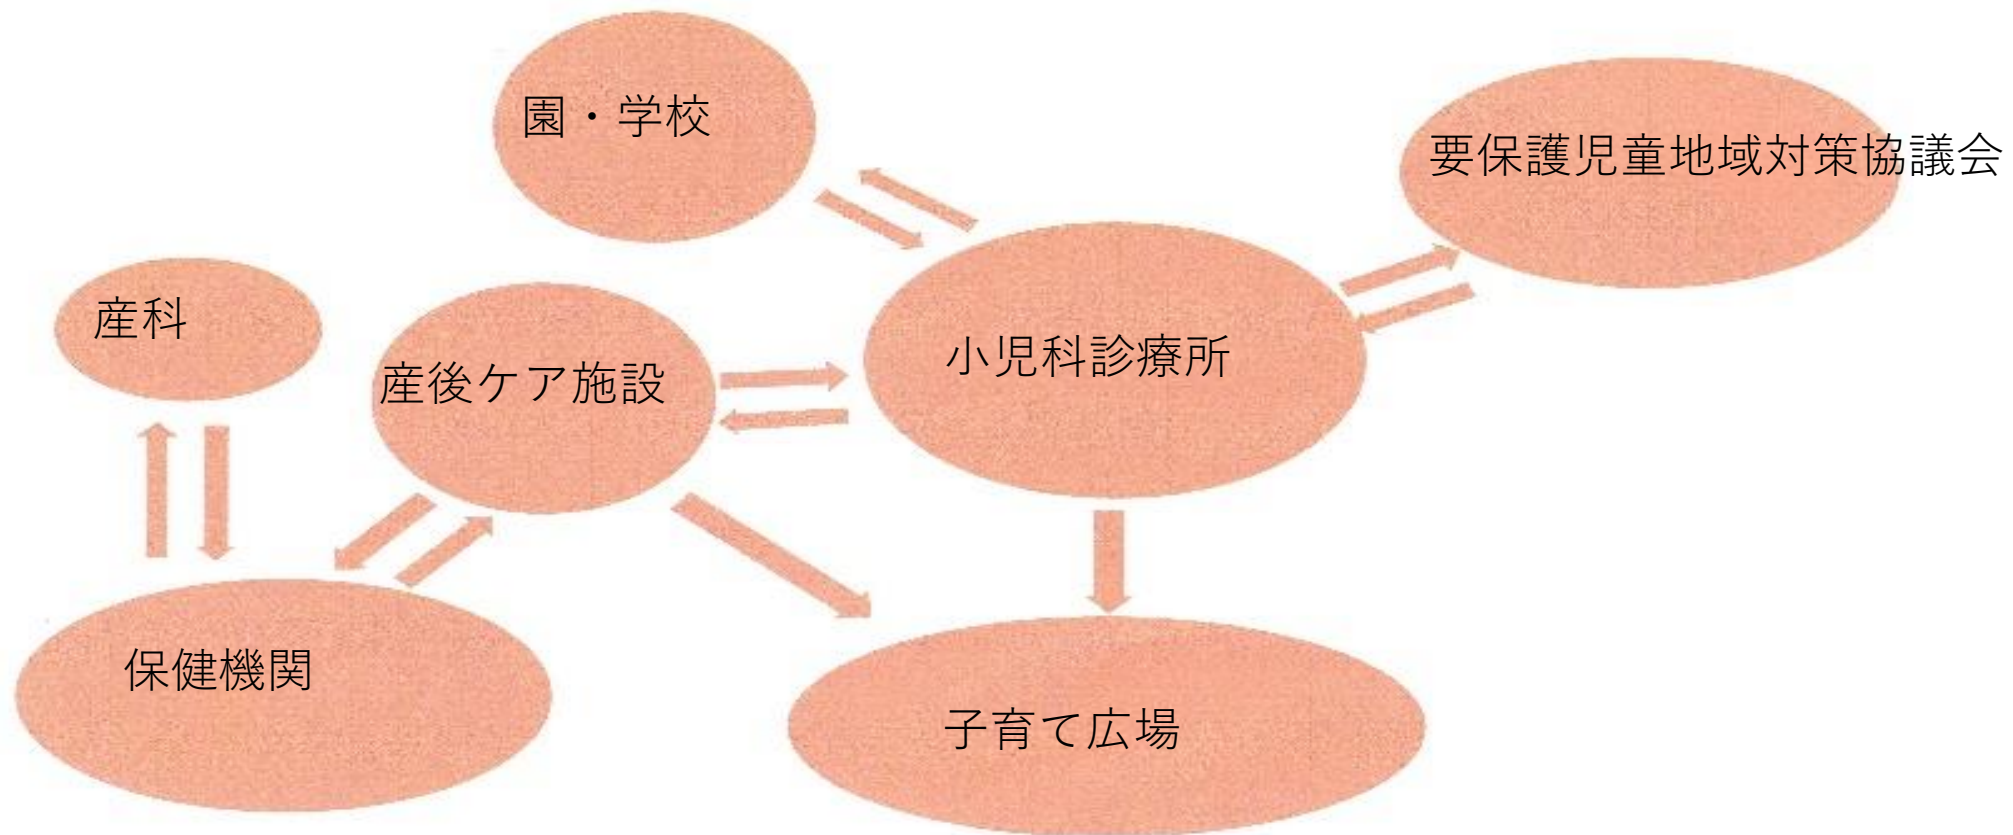 園・学校
要保護児童地域対策協議会
産科
産後ケア施設
小児科診療所
保健機関
子育て広場